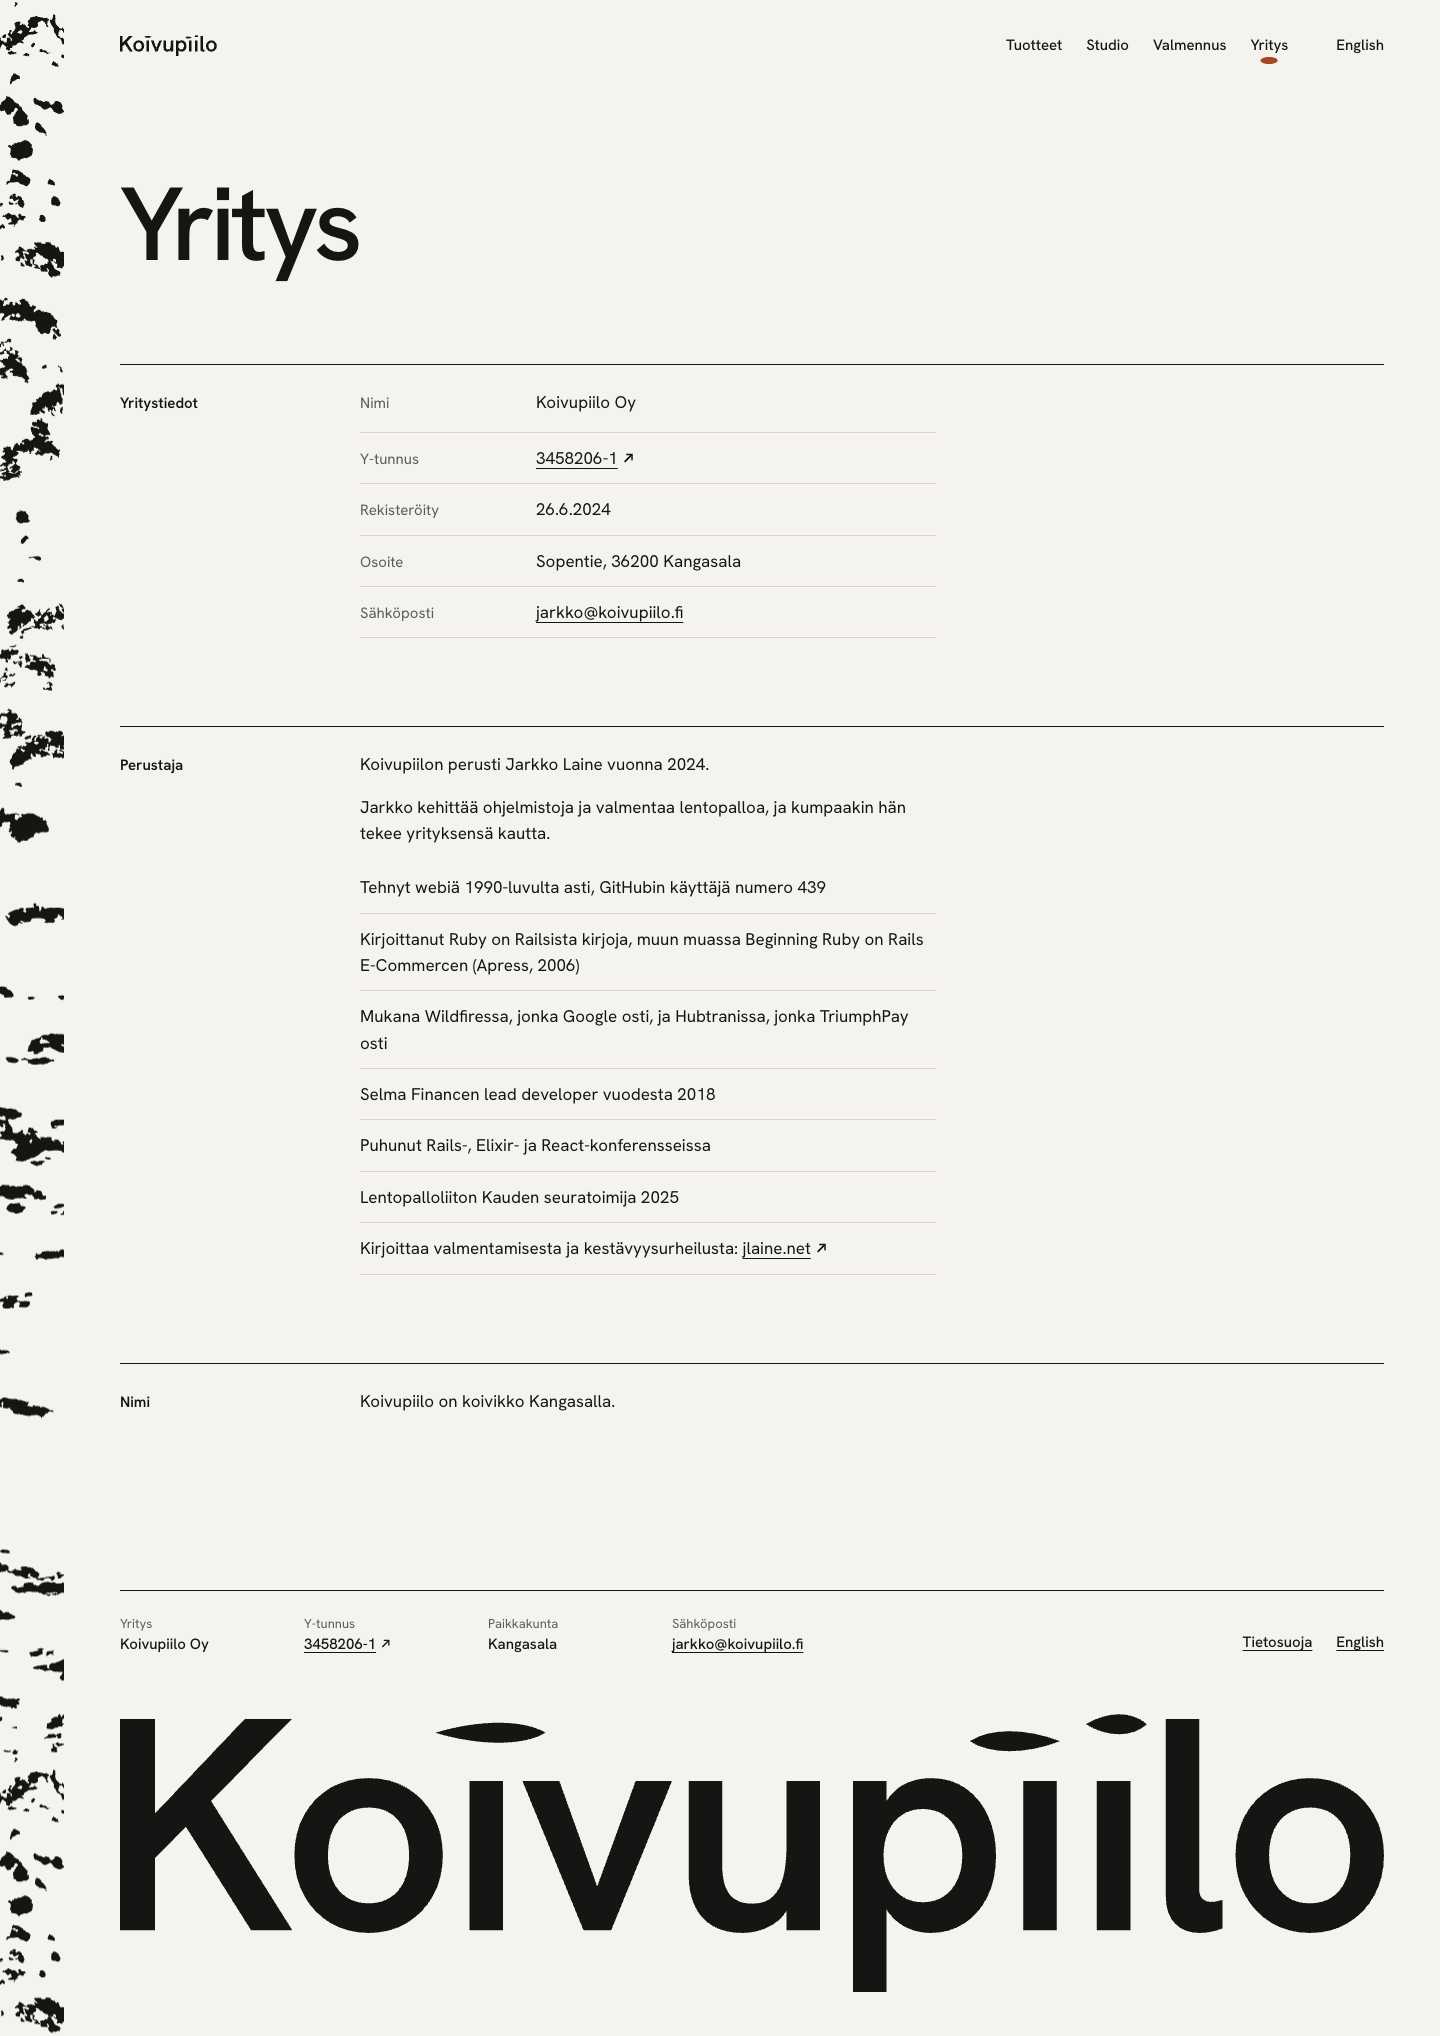 Koivupiilo
Tuotteet Studio Valmennus Yritys English
Yritys
Yritystiedot
Nimi Koivupiilo Oy
Y-tunnus 3458206-1 ↗
Rekisteröity 26.6.2024
Osoite Sopentie, 36200 Kangasala
Sähköposti jarkko@koivupiilo.fi
Perustaja
Koivupiilon perusti Jarkko Laine vuonna 2024.
Jarkko kehittää ohjelmistoja ja valmentaa lentopalloa, ja kumpaakin hän
tekee yrityksensä kautta.
Tehnyt webiä 1990-luvulta asti, GitHubin käyttäjä numero 439
Kirjoittanut Ruby on Railsista kirjoja, muun muassa Beginning Ruby on Rails
E-Commercen (Apress, 2006)
Mukana Wildfiressa, jonka Google osti, ja Hubtranissa, jonka TriumphPay
osti
Selma Financen lead developer vuodesta 2018
Puhunut Rails-, Elixir- ja React-konferensseissa
Lentopalloliiton Kauden seuratoimija 2025
Kirjoittaa valmentamisesta ja kestävyysurheilusta: jlaine.net ↗
Nimi
Koivupiilo on koivikko Kangasalla.
Yritys Y-tunnus Paikkakunta Sähköposti
Koivupiilo Oy 3458206-1 ↗ Kangasala jarkko@koivupiilo.fi Tietosuoja English
Koivupiilo